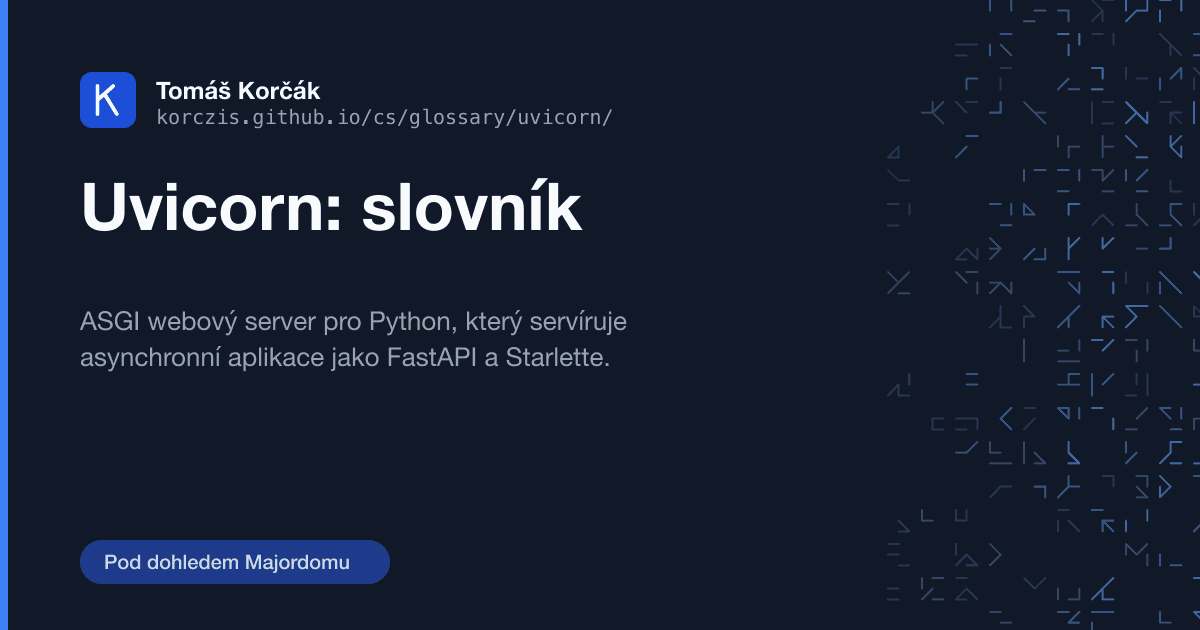 K
Tomáš Korčák
korczis.github.io/cs/glossary/uvicorn/
Uvicorn: slovník
ASGI webový server pro Python, který servíruje
asynchronní aplikace jako FastAPI a Starlette.
Pod dohledem Majordomu